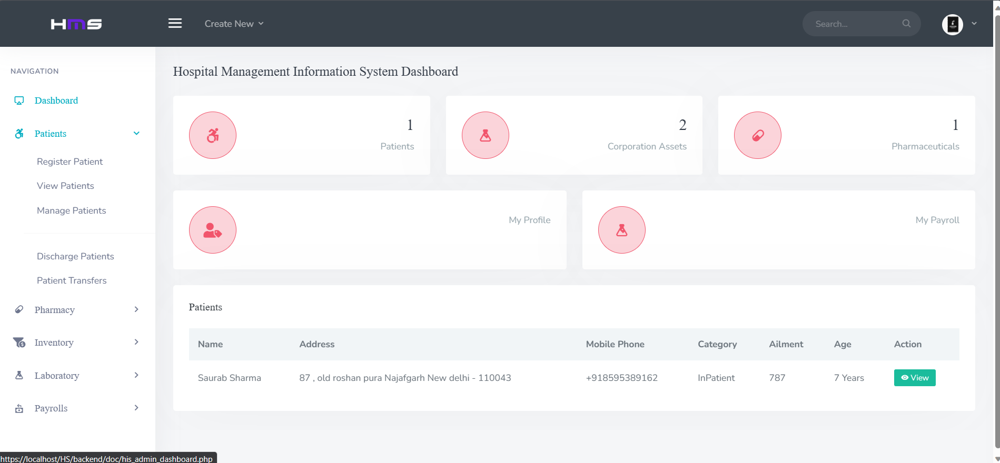 HMS
Create New
Search...
NAVIGATION
Dashboard
Patients
Register Patient
View Patients
Manage Patients
Discharge Patients
Patient Transfers
Pharmacy
Inventory
Laboratory
Payrolls
Hospital Management Information System Dashboard
1
Patients
2
Corporation Assets
1
Pharmaceuticals
My Profile
My Payroll
Patients
Name Address Mobile Phone Category Ailment Age Action
Saurab Sharma 87 , old roshan pura Najafgarh New delhi - 110043 +918595389162 InPatient 787 7 Years View
https://localhost/HS/backend/doc/his_admin_dashboard.php